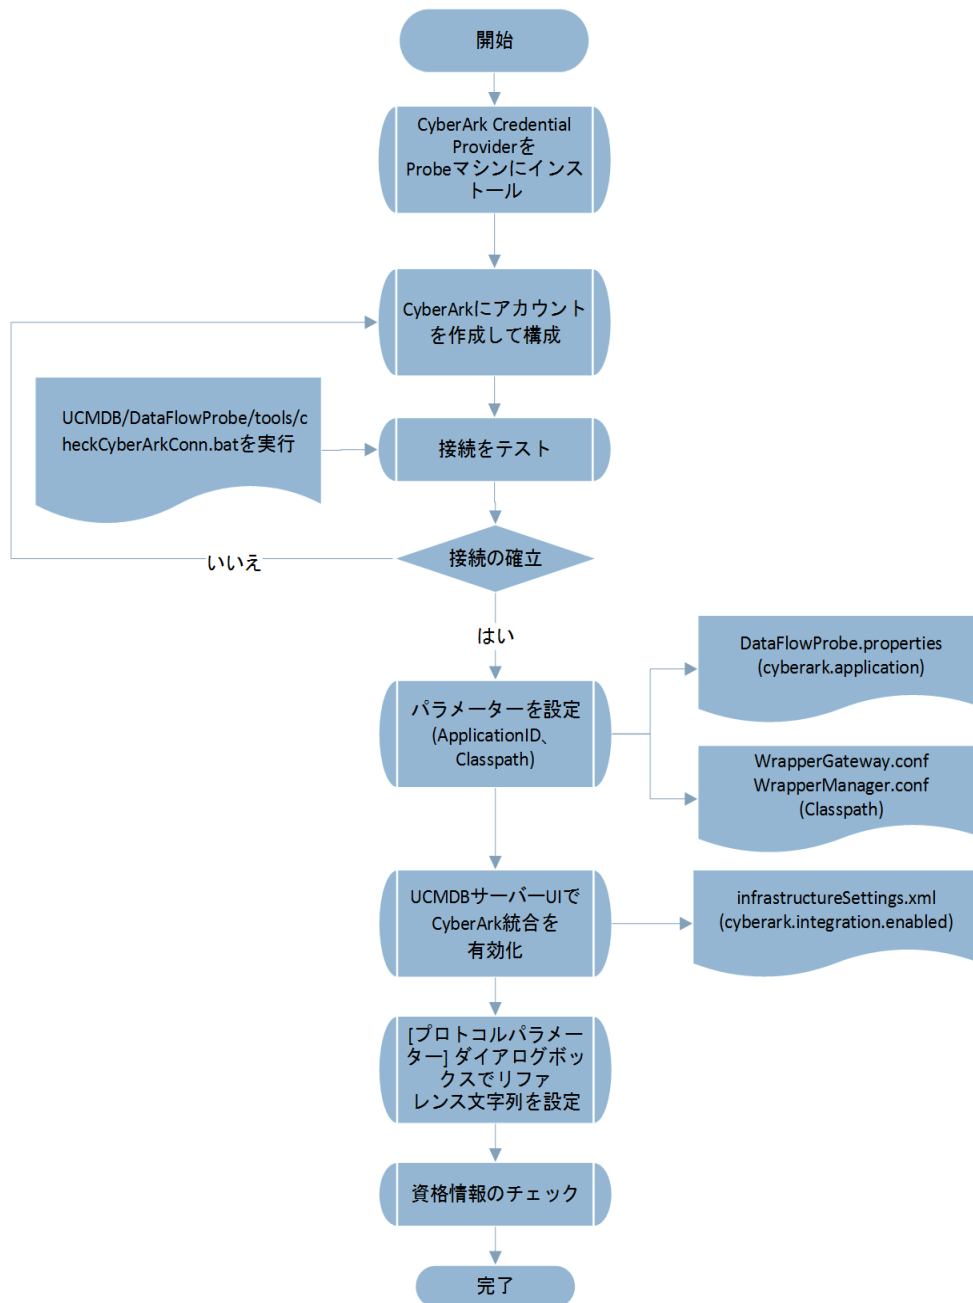 開始
CyberArk Credential
Providerを
Probeマシンにインス
トール
CyberArkにアカウント
を作成して構成
UCMDB/DataFlowProbe/tools/c
heckCyberArkConn.batを実行
接続をテスト
接続の確立
いいえ
はい
DataFlowProbe.properties
(cyberark.application)
パラメーターを設定
(ApplicationID、
Classpath)
WrapperGateway.conf
WrapperManager.conf
(Classpath)
UCMDBサーバーUIで
CyberArk統合を
有効化
infrastructureSettings.xml
(cyberark.integration.enabled)
[プロトコルパラメー
ター] ダイアログボッ
クスでリファ
レンス文字列を設定
資格情報のチェック
完了